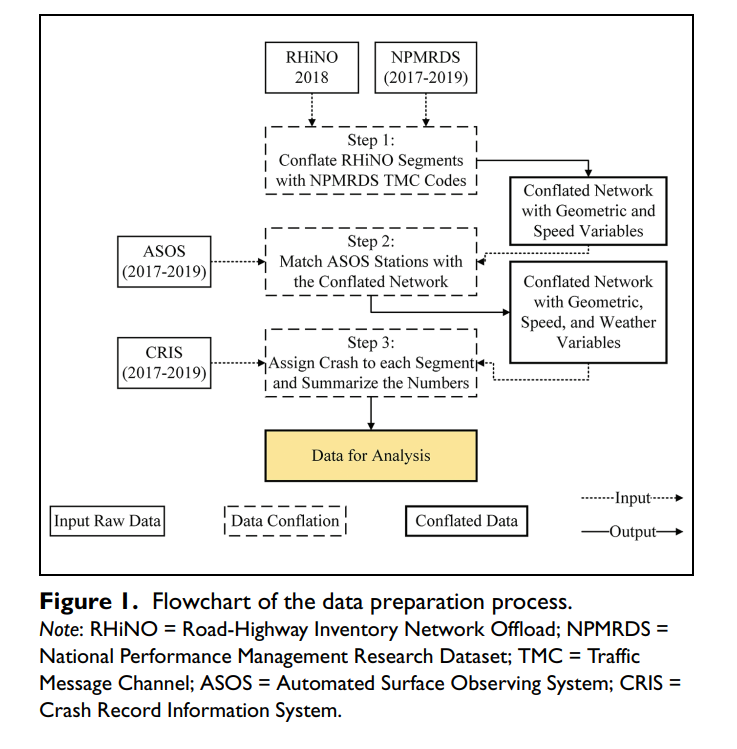 RHiNO
2018
NPMRDS
(2017-2019)
Step 1:
Conflate RHiNO Segments
with NPMRDS TMC Codes
Conflated Network
with Geometric and
Speed Variables
ASOS
(2017-2019)
Step 2:
Match ASOS Stations with
the Conflated Network
Conflated Network
with Geometric,
Speed, and Weather
Variables
CRIS
(2017-2019)
Step 3:
Assign Crash to each Segment
and Summarize the Numbers
Data for Analysis
Input Raw Data
Data Conflation
Conflated Data
Input
Output
Figure 1. Flowchart of the data preparation process.
Note: RHiNO = Road-Highway Inventory Network Offload; NPMRDS =
National Performance Management Research Dataset; TMC = Traffic
Message Channel; ASOS = Automated Surface Observing System; CRIS =
Crash Record Information System.